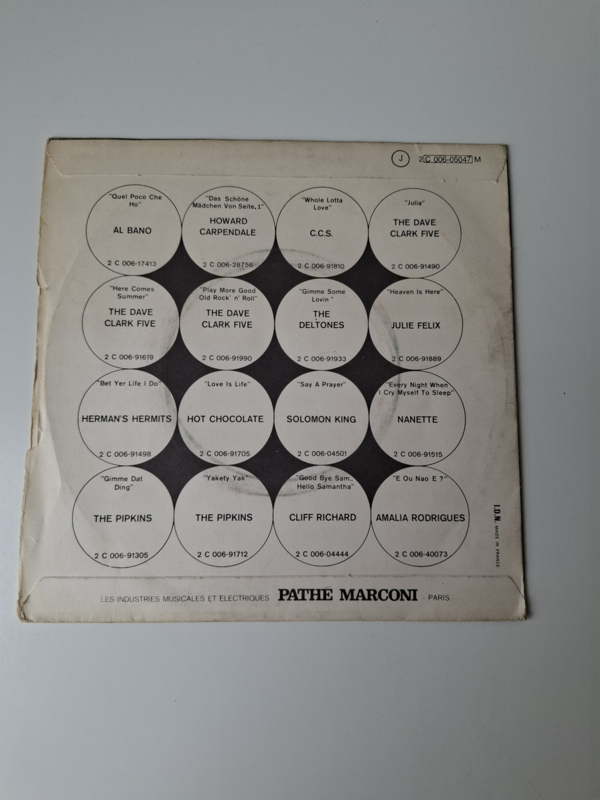 J 2C 006-05047 M
"Quel Poco Che
Ho"
AL BANO
2 C 006-17413
"Das Schöne
Mädchen Von Seite, 1"
HOWARD
CARPENDALE
2 C 006-28756
"Whole Lotta
Love"
C.C.S.
2 C 006-91810
"Julia"
THE DAVE
CLARK FIVE
2 C 006-91490
"Here Comes
Summer"
THE DAVE
CLARK FIVE
2 C 006-91619
"Play More Good
Old Rock' n' Roll"
THE DAVE
CLARK FIVE
2 C 006-91990
"Gimme Some
Lovin"
THE
DELTONES
2 C 006-91933
"Heaven Is Here"
JULIE FELIX
2 C 006-91689
"Bet Yer Life I Do"
HERMAN'S HERMITS
2 C 006-91498
"Love Is Life"
HOT CHOCOLATE
2 C 006-91705
"Say A Prayer"
SOLOMON KING
2 C 006-04501
"Every Night When
I Cry Myself To Sleep"
NANETTE
2 C 006-91515
"Gimme Dat
Ding"
THE PIPKINS
2 C 006-91305
"Yakety Yak"
THE PIPKINS
2 C 006-91712
"Good Bye Sam,
Hello Samantha"
CLIFF RICHARD
2 C 006-04444
"E Ou Nao E ?"
AMALIA RODRIGUES
2 C 006-40073
I.D.N. MADE IN FRANCE
LES INDUSTRIES MUSICALES ET ELECTRIQUES PATHE MARCONI PARIS